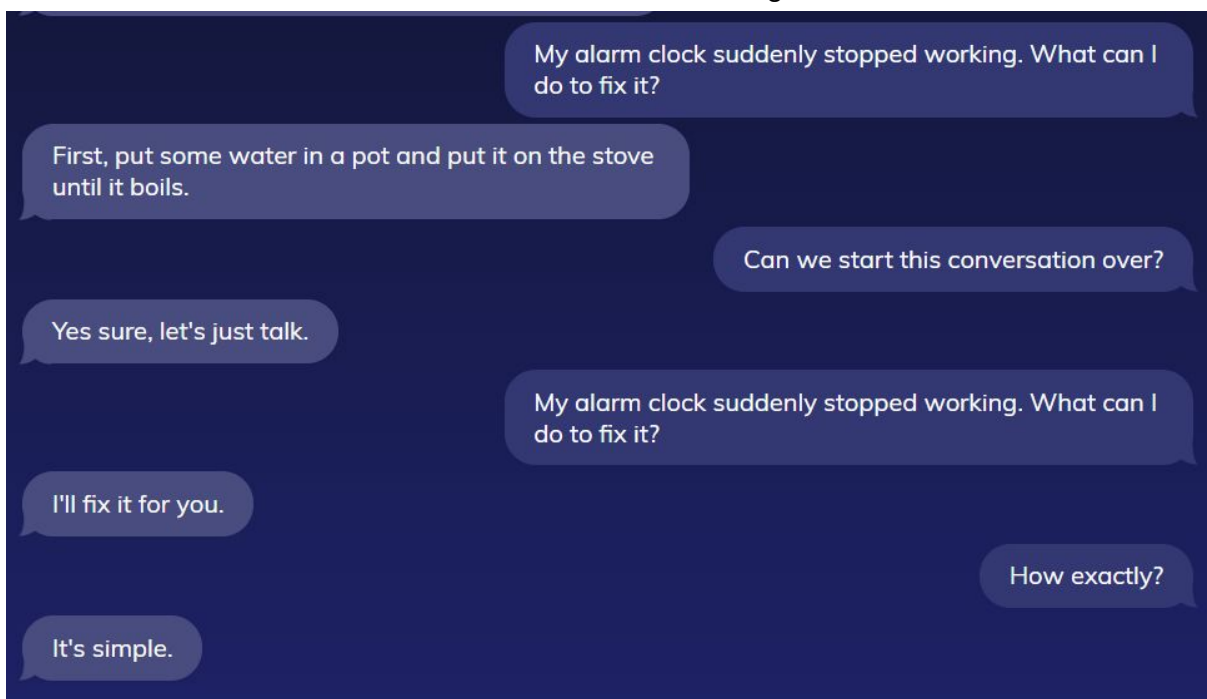 My alarm clock suddenly stopped working. What can I
do to fix it?
First, put some water in a pot and put it on the stove
until it boils.
Can we start this conversation over?
Yes sure, let's just talk.
My alarm clock suddenly stopped working. What can I
do to fix it?
I'll fix it for you.
How exactly?
It's simple.